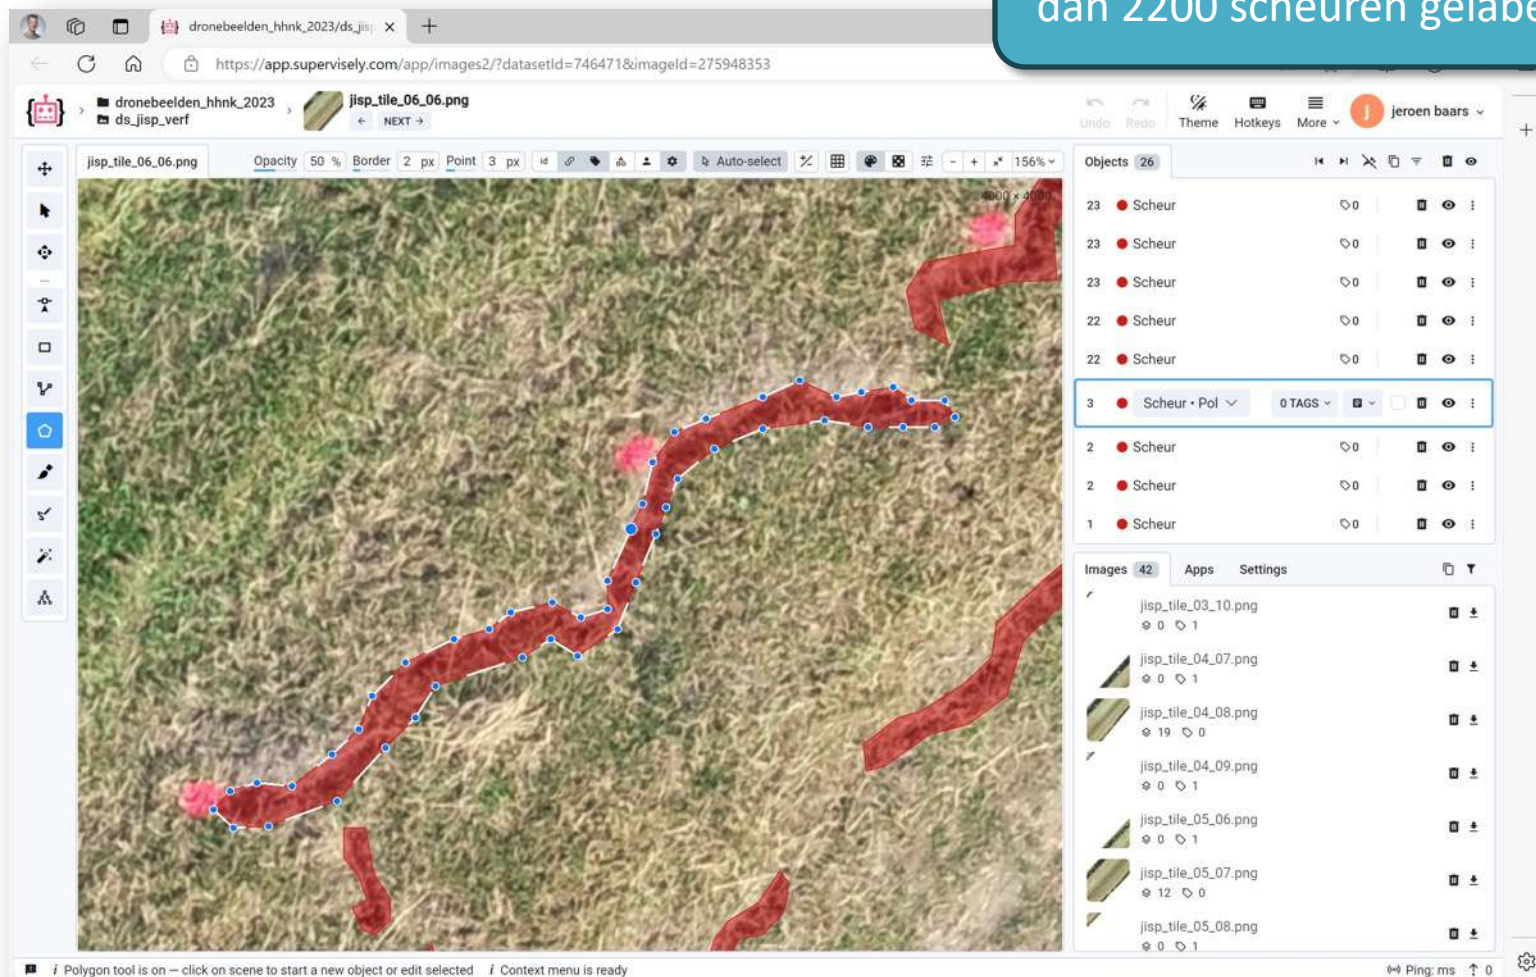 dan 2200 scheuren gelabe
dronebeelden_hhnk_2023/ds_jis
https://app.supervisely.com/app/images2/?datasetId=746471&imageId=275948353
dronebeelden_hhnk_2023
ds_jisp_verf
jisp_tile_06_06.png
← NEXT →
Undo Redo Theme Hotkeys More jeroen baars
jisp_tile_06_06.png Opacity 50 % Border 2 px Point 3 px id Auto-select 156%
4000 × 4000
Objects 26
23 Scheur 0
23 Scheur 0
23 Scheur 0
22 Scheur 0
22 Scheur 0
3 Scheur • Pol 0 TAGS
2 Scheur 0
2 Scheur 0
1 Scheur 0
Images 42 Apps Settings
jisp_tile_03_10.png
0 1
jisp_tile_04_07.png
0 1
jisp_tile_04_08.png
19 0
jisp_tile_04_09.png
0 1
jisp_tile_05_06.png
0 1
jisp_tile_05_07.png
12 0
jisp_tile_05_08.png
0 1
i Polygon tool is on — click on scene to start a new object or edit selected i Context menu is ready
Ping: ms ↑ 0